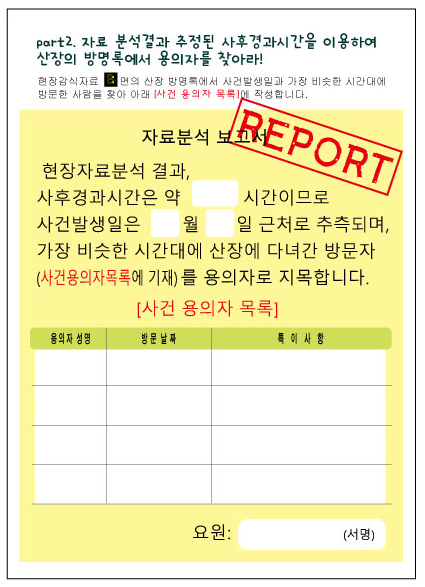 part2. 자료 분석결과 추정된 사후경과시간을 이용하여
산장의 방명록에서 용의자를 찾아라!
현장감식자료 E 면의 산장 방명록에서 사건발생일과 가장 비슷한 시간대에
방문한 사람을 찾아 아래 [사건 용의자 목록]에 작성합니다.
자료분석 보고서
REPORT
현장자료분석 결과,
사후경과시간은 약 시간이므로
사건발생일은 월 일 근처로 추측되며,
가장 비슷한 시간대에 산장에 다녀간 방문자
(사건용의자목록에 기재)를 용의자로 지목합니다.
[사건 용의자 목록]
용의자 성명 방문 날짜 특 이 사 항
요원: (서명)